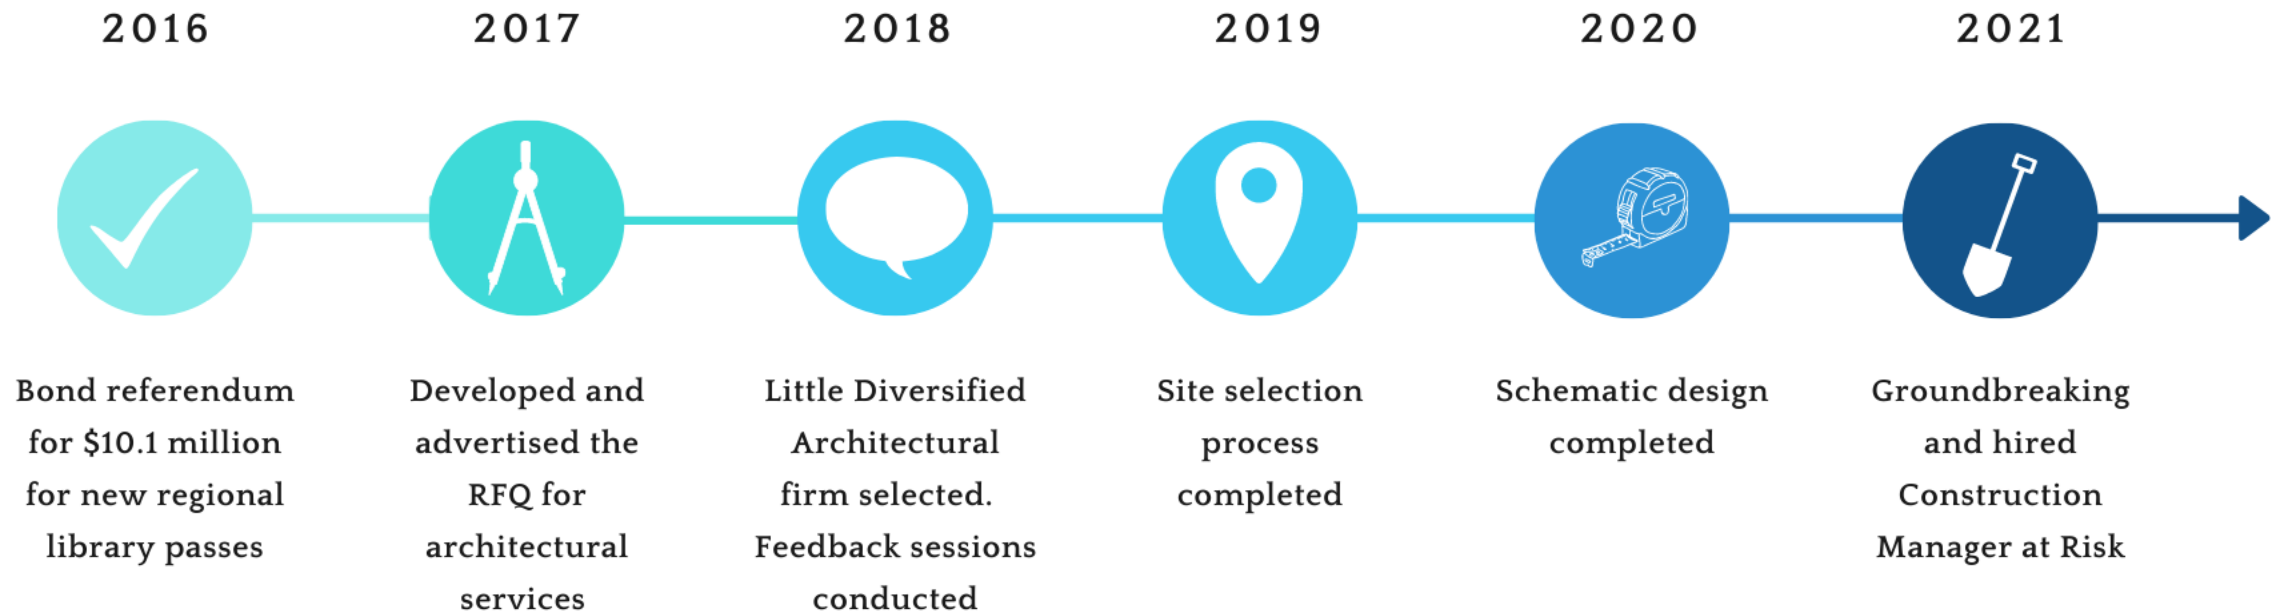 2016
Bond referendum
for $10.1 million
for new regional
library passes
2017
Developed and
advertised the
RFQ for
architectural
services
2018
Little Diversified
Architectural
firm selected.
Feedback sessions
conducted
2019
Site selection
process
completed
2020
Schematic design
completed
2021
Groundbreaking
and hired
Construction
Manager at Risk